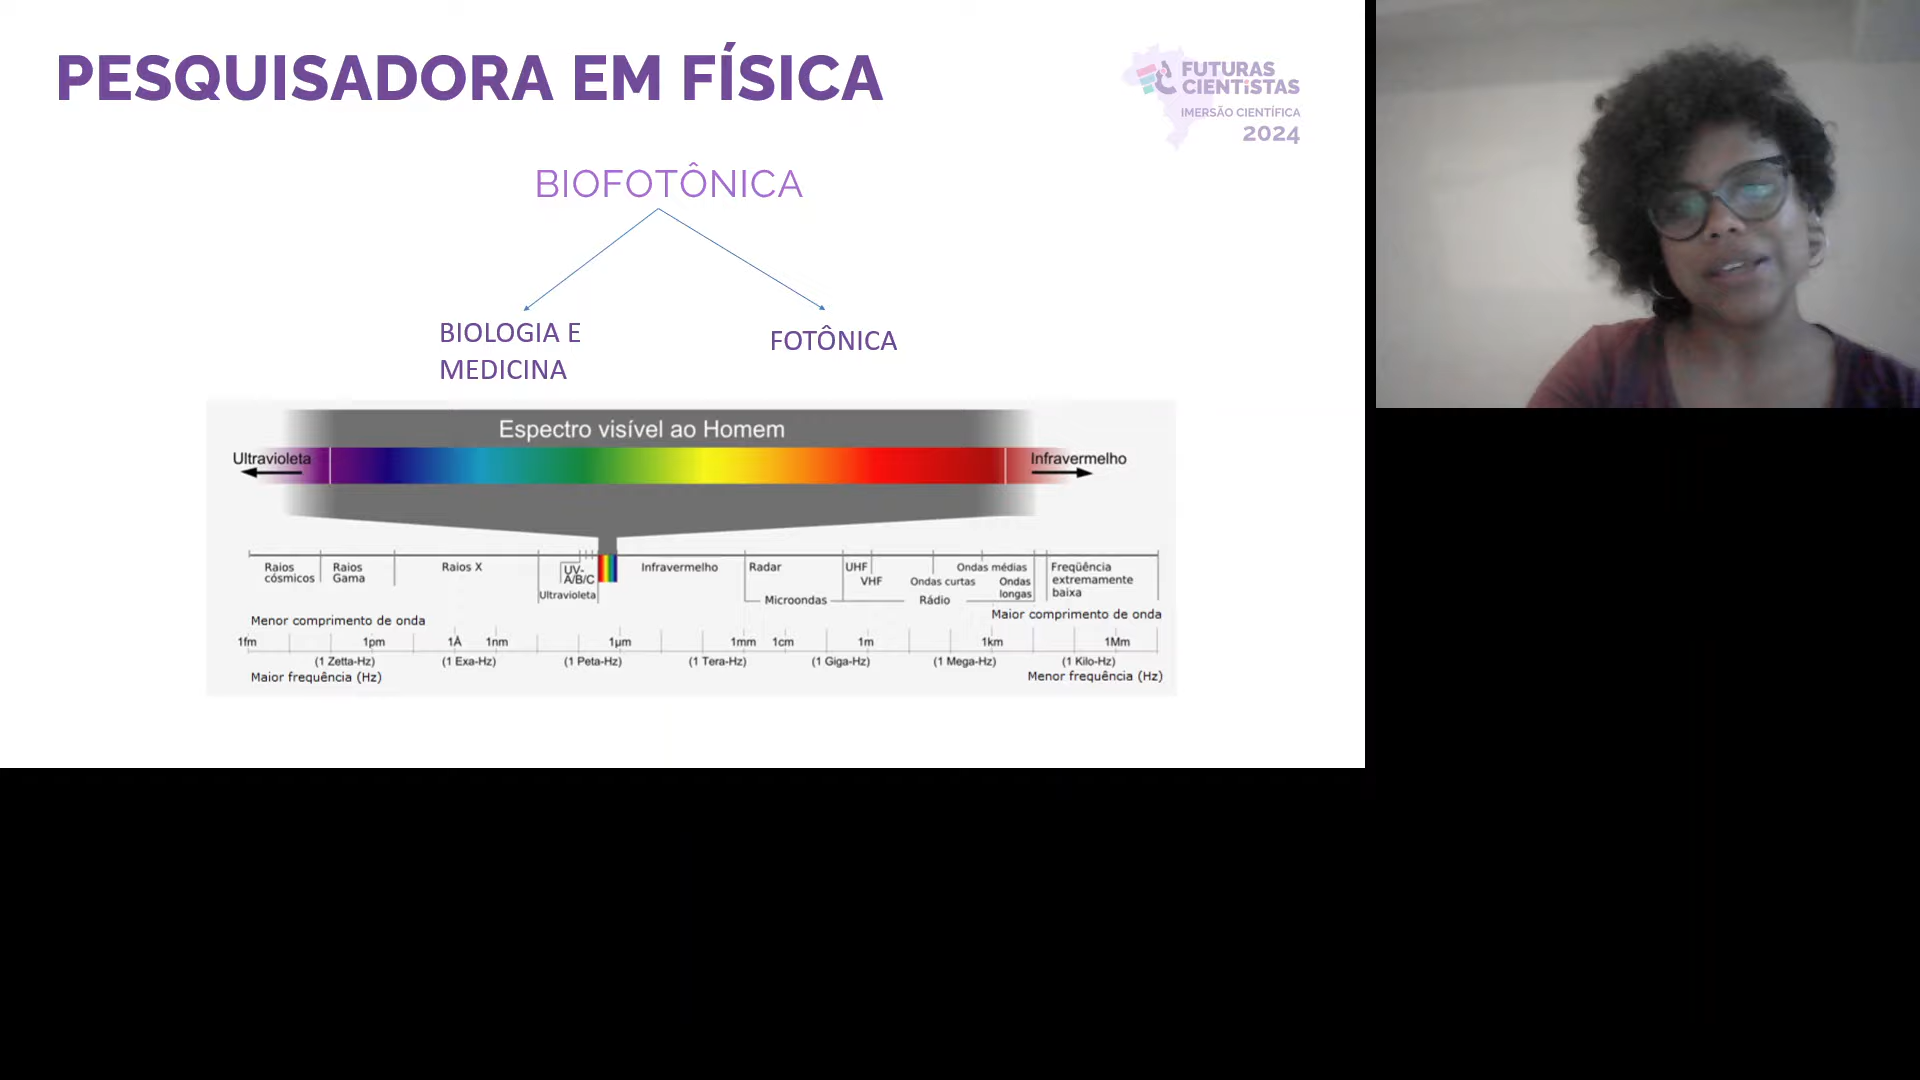 PESQUISADORA EM FÍSICA
FUTURAS
CIENTiSTAS
IMERSÃO CIENTÍFICA
2024
BIOFOTÔNICA
BIOLOGIA E
MEDICINA
FOTÔNICA
Espectro visível ao Homem
Ultravioleta
Infravermelho
Raios
cósmicos
Raios
Gama
Raios X
UV-
A/B/C
Ultravioleta
Infravermelho
Radar
Microondas
UHF
VHF
Ondas curtas
Rádio
Ondas médias
Ondas
longas
Freqüência
extremamente
baixa
Menor comprimento de onda
Maior comprimento de onda
1fm 1pm 1Å 1nm 1µm 1mm 1cm 1m 1km 1Mm
(1 Zetta-Hz) (1 Exa-Hz) (1 Peta-Hz) (1 Tera-Hz) (1 Giga-Hz) (1 Mega-Hz) (1 Kilo-Hz)
Maior frequência (Hz)
Menor frequência (Hz)